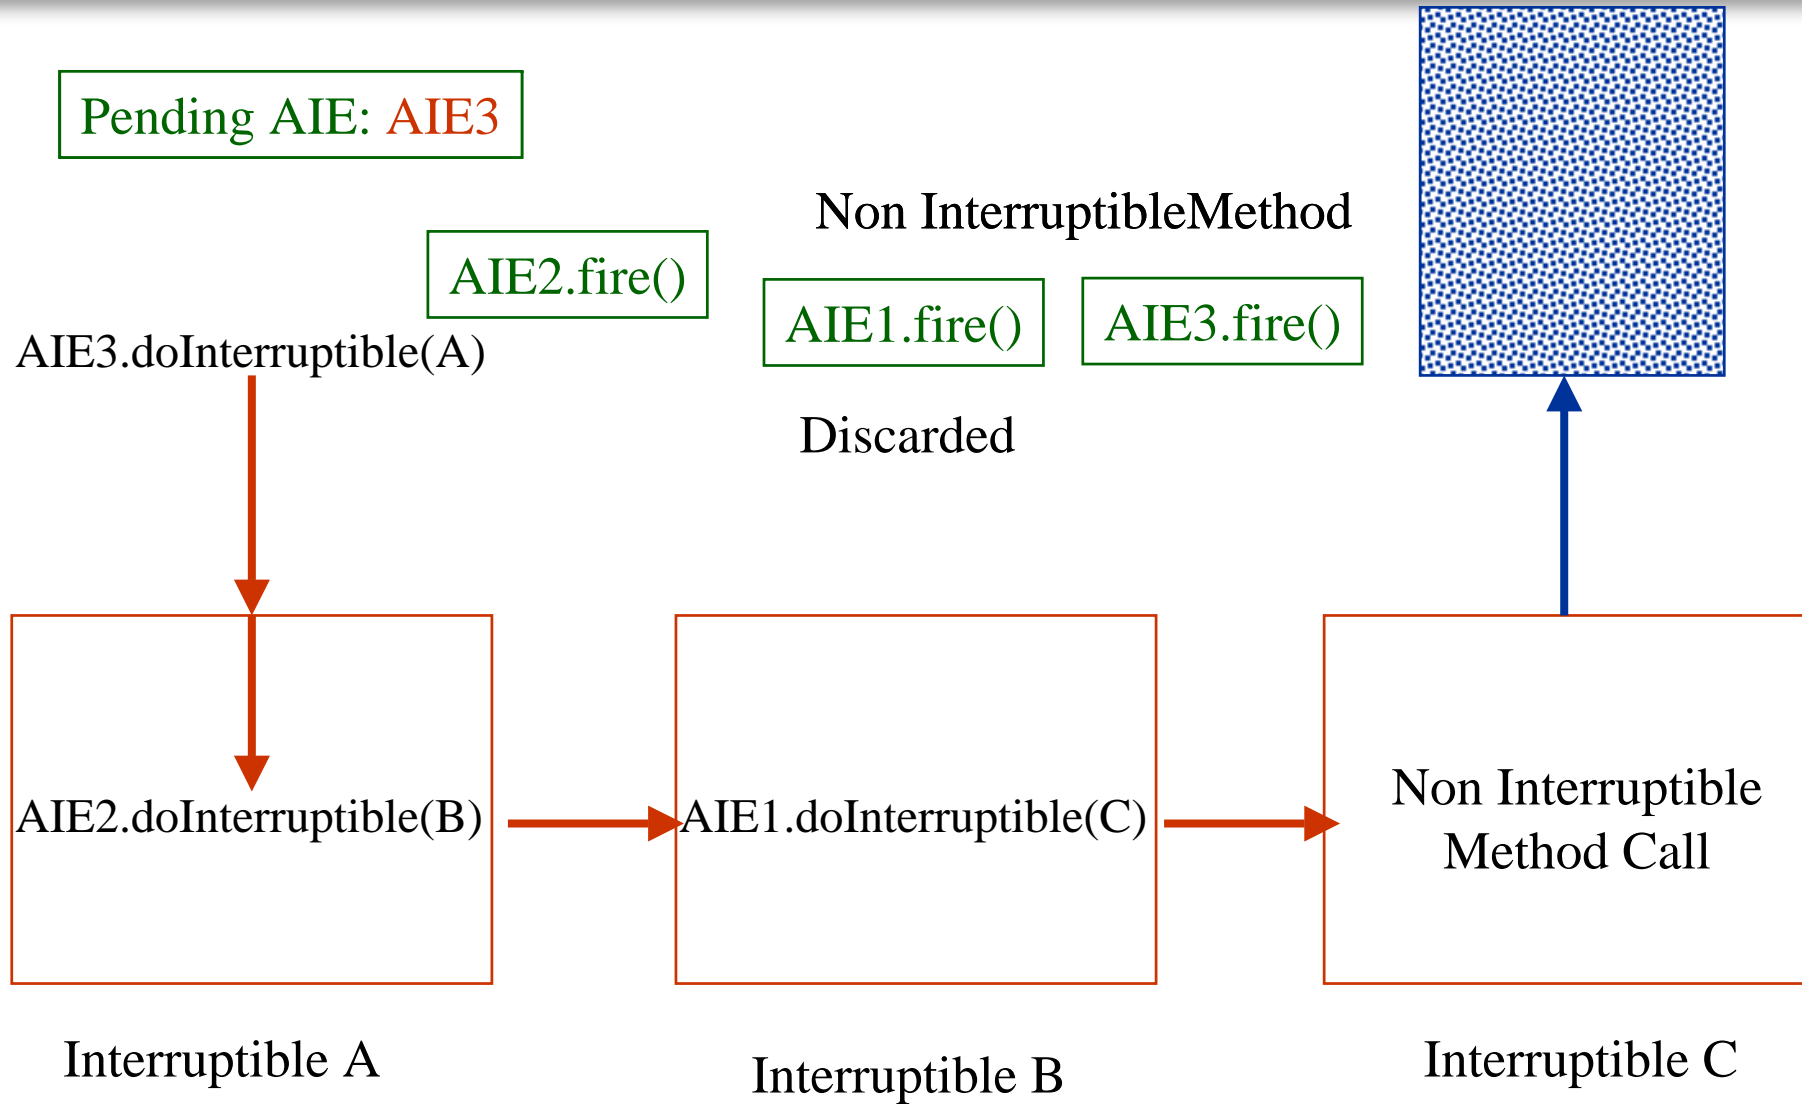 Pending AIE: AIE3
Non InterruptibleMethod
AIE2.fire()
AIE1.fire()
AIE3.fire()
AIE3.doInterruptible(A)
Discarded
AIE2.doInterruptible(B)
AIE1.doInterruptible(C)
Non Interruptible
Method Call
Interruptible A
Interruptible B
Interruptible C